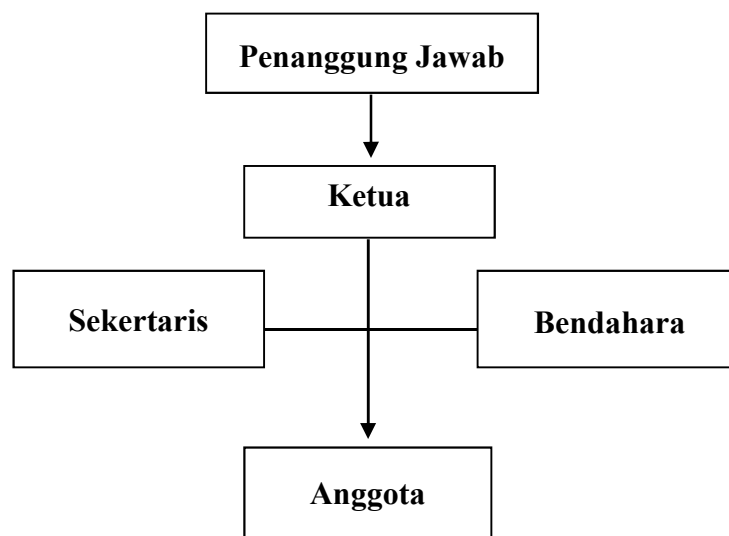 Penanggung Jawab
Ketua
Sekertaris
Bendahara
Anggota